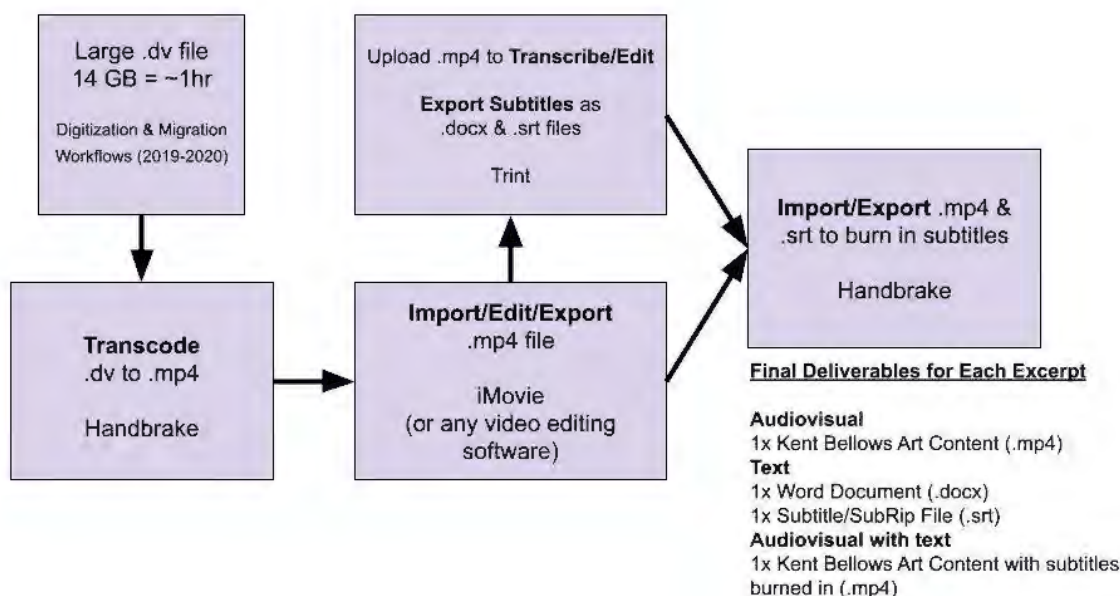 Large .dv file
14 GB = ~1hr
Digitization & Migration
Workflows (2019-2020)
Transcode
.dv to .mp4
Handbrake
Import/Edit/Export
.mp4 file
iMovie
(or any video editing
software)
Upload .mp4 to Transcribe/Edit
Export Subtitles as
.docx & .srt files
Trint
Import/Export .mp4 &
.srt to burn in subtitles
Handbrake
Final Deliverables for Each Excerpt
Audiovisual
1x Kent Bellows Art Content (.mp4)
Text
1x Word Document (.docx)
1x Subtitle/SubRip File (.srt)
Audiovisual with text
1x Kent Bellows Art Content with subtitles
burned in (.mp4)